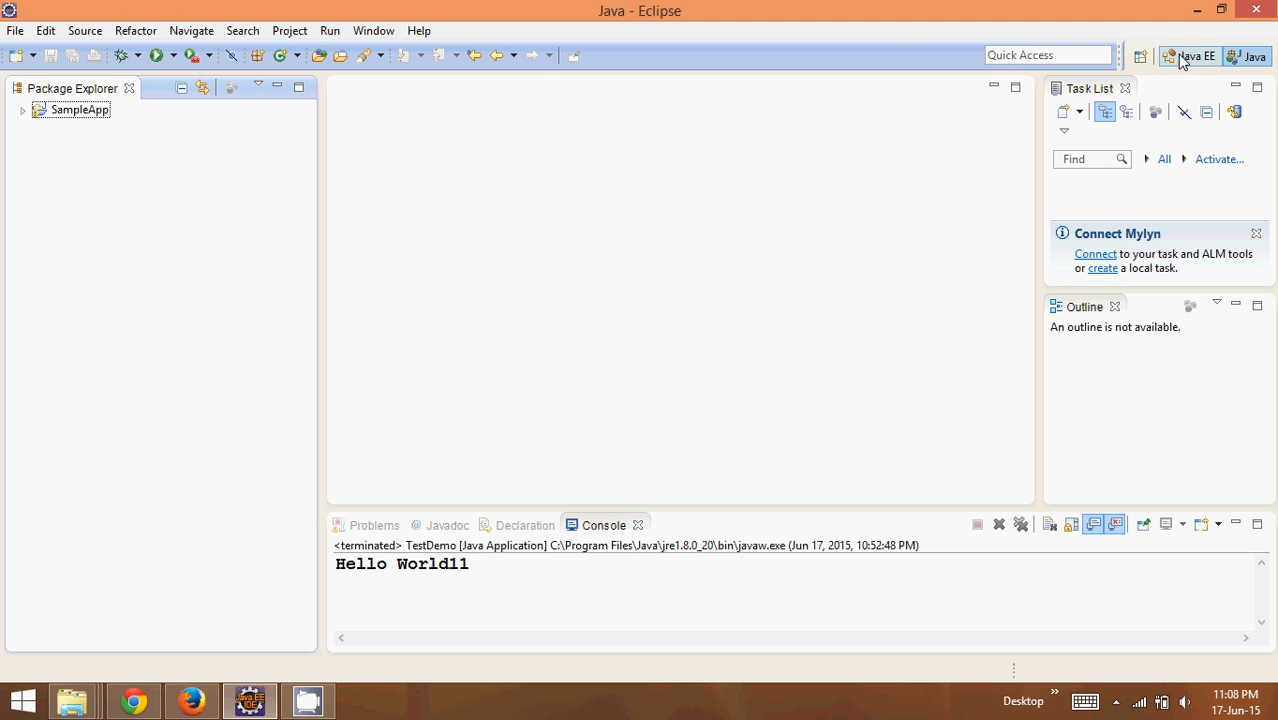 Java - Eclipse
File Edit Source Refactor Navigate Search Project Run Window Help
Quick Access
Java EE
Java
Package Explorer
SampleApp
Task List
Find
All
Activate...
Connect Mylyn
Connect to your task and ALM tools
or create a local task.
Outline
An outline is not available.
Problems @ Javadoc Declaration Console
<terminated> TestDemo [Java Application] C:\Program Files\Java\jre1.8.0_20\bin\javaw.exe (Jun 17, 2015, 10:52:48 PM)
Hello World11
Java EE
IDE
Desktop
11:08 PM
17-Jun-15